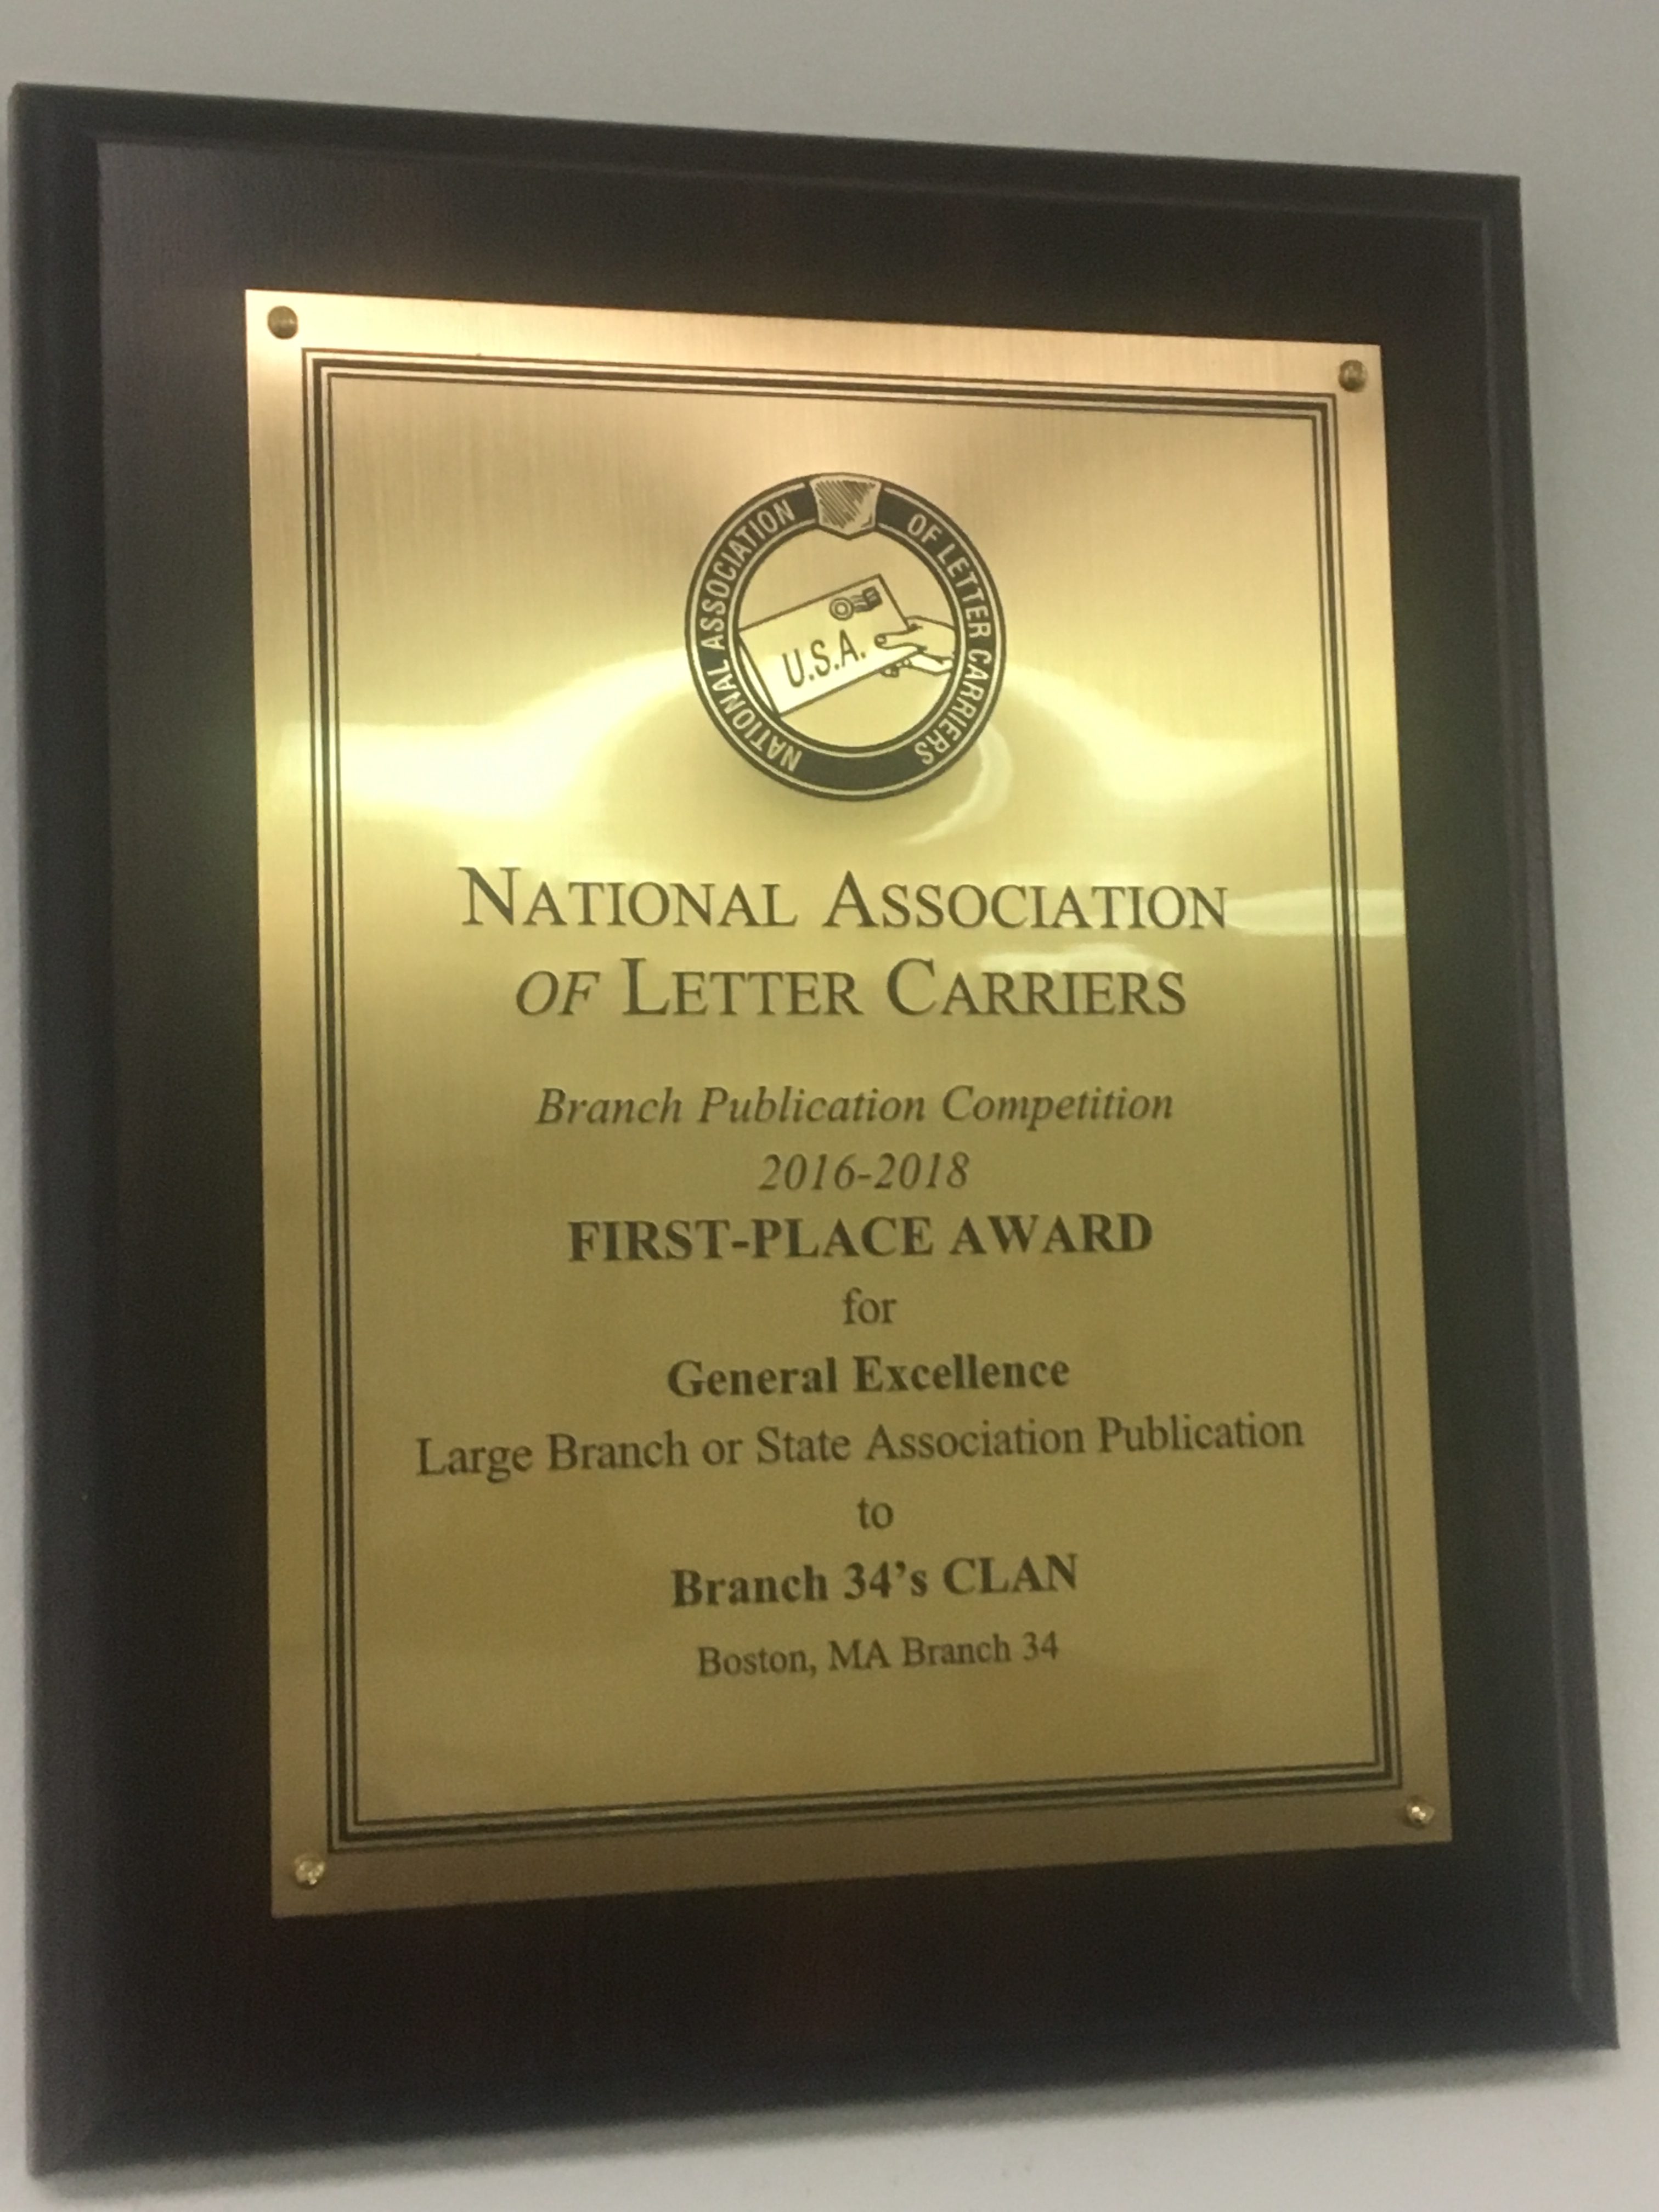 NATIONAL ASSOCIATION OF LETTER CARRIERS
U.S.A.
NATIONAL ASSOCIATION
OF LETTER CARRIERS
Branch Publication Competition
2016-2018
FIRST-PLACE AWARD
for
General Excellence
Large Branch or State Association Publication
to
Branch 34's CLAN
Boston, MA Branch 34